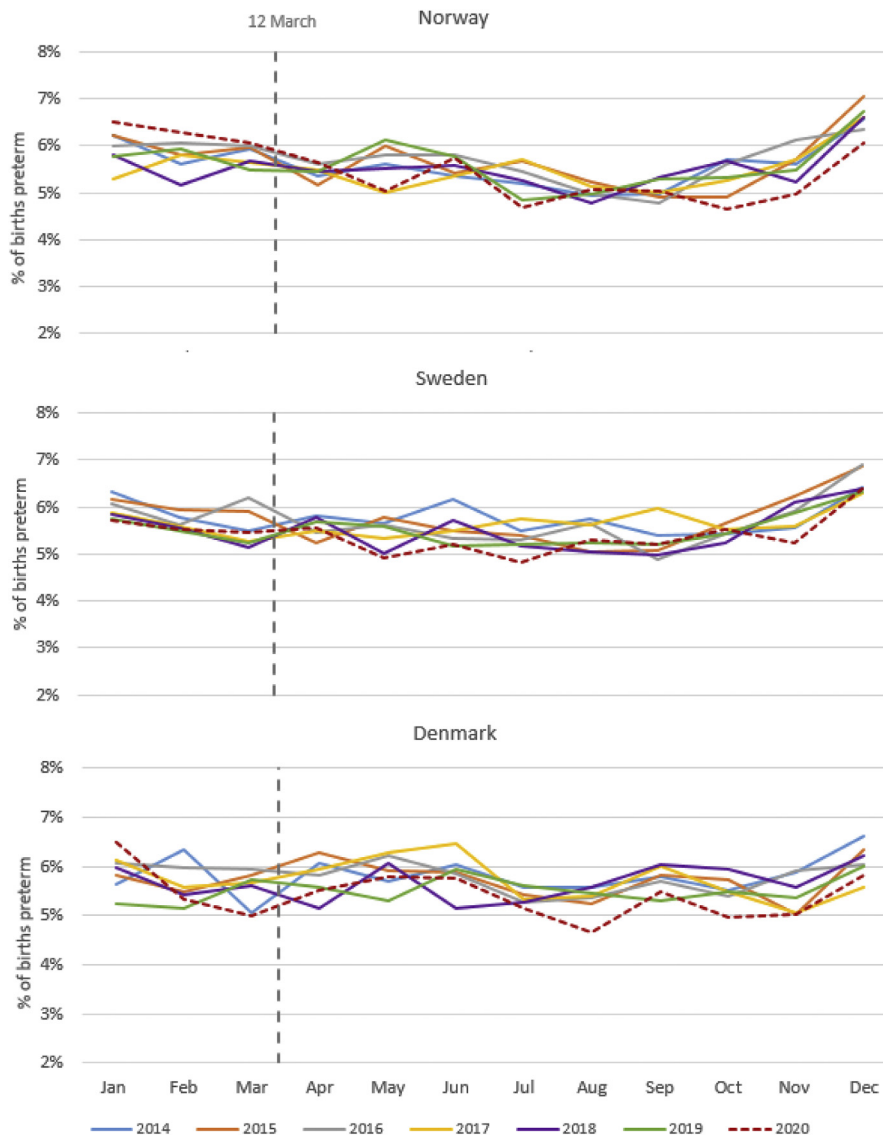 Norway
12 March
8%
7%
6%
5%
4%
3%
2%
% of births preterm
Sweden
8%
7%
6%
5%
4%
3%
2%
% of births preterm
Denmark
8%
7%
6%
5%
4%
3%
2%
% of births preterm
Jan Feb Mar Apr May Jun Jul Aug Sep Oct Nov Dec
2014 2015 2016 2017 2018 2019 2020